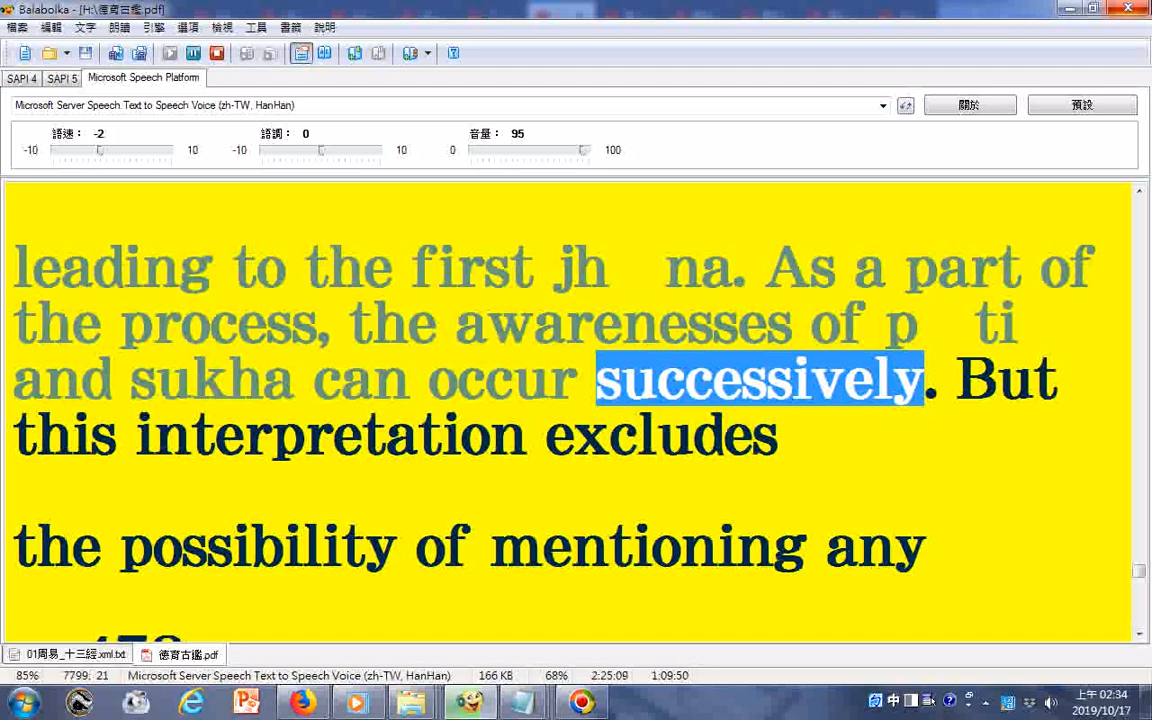 Balabolka - [H:\德育古鑑.pdf]
檔案 編輯 文字 朗讀 引擎 選項 檢視 工具 書籤 說明
SAPI 4 SAPI 5 Microsoft Speech Platform
Microsoft Server Speech Text to Speech Voice (zh-TW, HanHan) 關於 預設
語速： -2 語調： 0 音量： 95
-10 10 -10 10 0 100
leading to the first jh na. As a part of
the process, the awarenesses of p ti
and sukha can occur successively. But
this interpretation excludes
the possibility of mentioning any
01周易_十三經.xml.txt 德育古鑑.pdf
85% 7799, 21 Microsoft Server Speech Text to Speech Voice (zh-TW, HanHan) 166 KB 68% 2:25:09 1:09:50
中 上午 02:34
2019/10/17